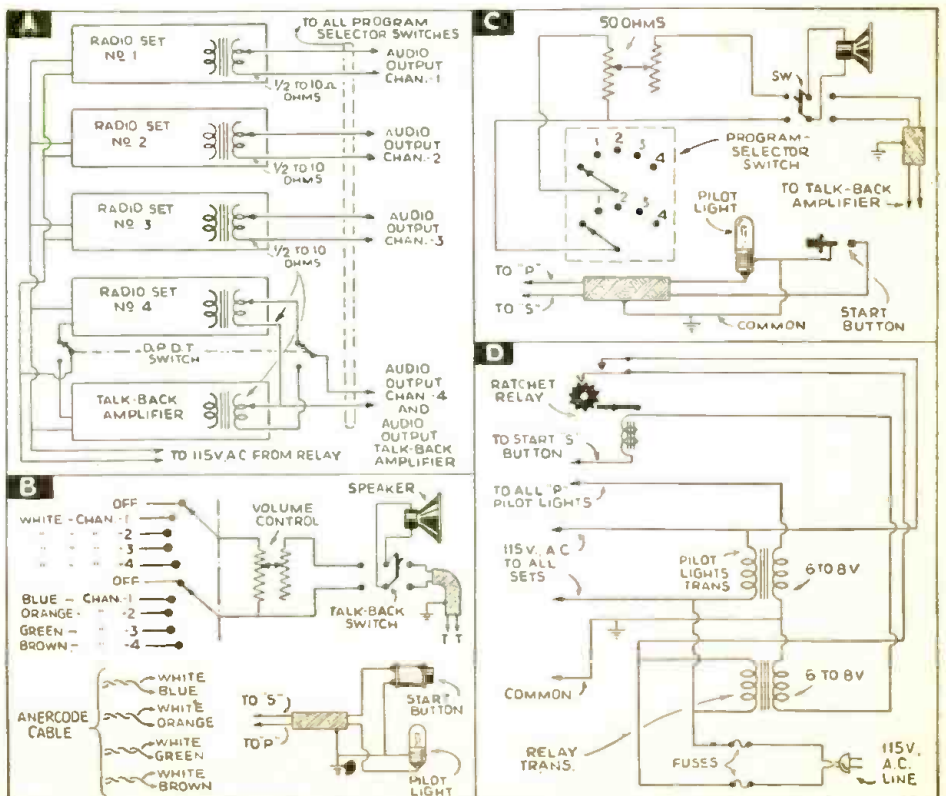 A
RADIO SET
Nº 1
TO ALL PROGRAM
SELECTOR SWITCHES
AUDIO
OUTPUT
CHAN.-1
1/2 TO 10 Ω
OHMS
RADIO SET
Nº 2
AUDIO
OUTPUT
CHAN.-2
1/2 TO 10
OHMS
RADIO SET
Nº 3
AUDIO
OUTPUT
CHAN.-3
1/2 TO 10
OHMS
RADIO SET
Nº 4
D.P.D.T.
SWITCH
TALK-BACK
AMPLIFIER
AUDIO
OUTPUT
CHAN.-4
AND
AUDIO
OUTPUT
TALK-BACK
AMPLIFIER
TO 115V.AC FROM RELAY
B
OFF
WHITE - CHAN.-1
" " -2
" " -3
" " -4
OFF
BLUE - CHAN.-1
ORANGE- " -2
GREEN- " -3
BROWN- " -4
VOLUME
CONTROL
SPEAKER
TALK-BACK
SWITCH
T T
ANERCODE
CABLE
WHITE
BLUE
WHITE
ORANGE
WHITE
GREEN
WHITE
BROWN
TO "S"
TO "P"
START
BUTTON
PILOT
LIGHT
C
50 OHMS
SW
1 2 3 4
1 2 3 4
PROGRAM-
SELECTOR
SWITCH
PILOT
LIGHT
TO TALK-BACK
AMPLIFIER
TO "P"
TO "S"
COMMON
START
BUTTON
D
RATCHET
RELAY
TO START "S"
BUTTON
TO ALL "P"
PILOT LIGHTS
115 V., A.C
TO ALL
SETS
PILOT
LIGHTS
TRANS.
6 TO 8V
COMMON
6 TO 8V
RELAY
TRANS.
FUSES
115V.
A.C.
LINE